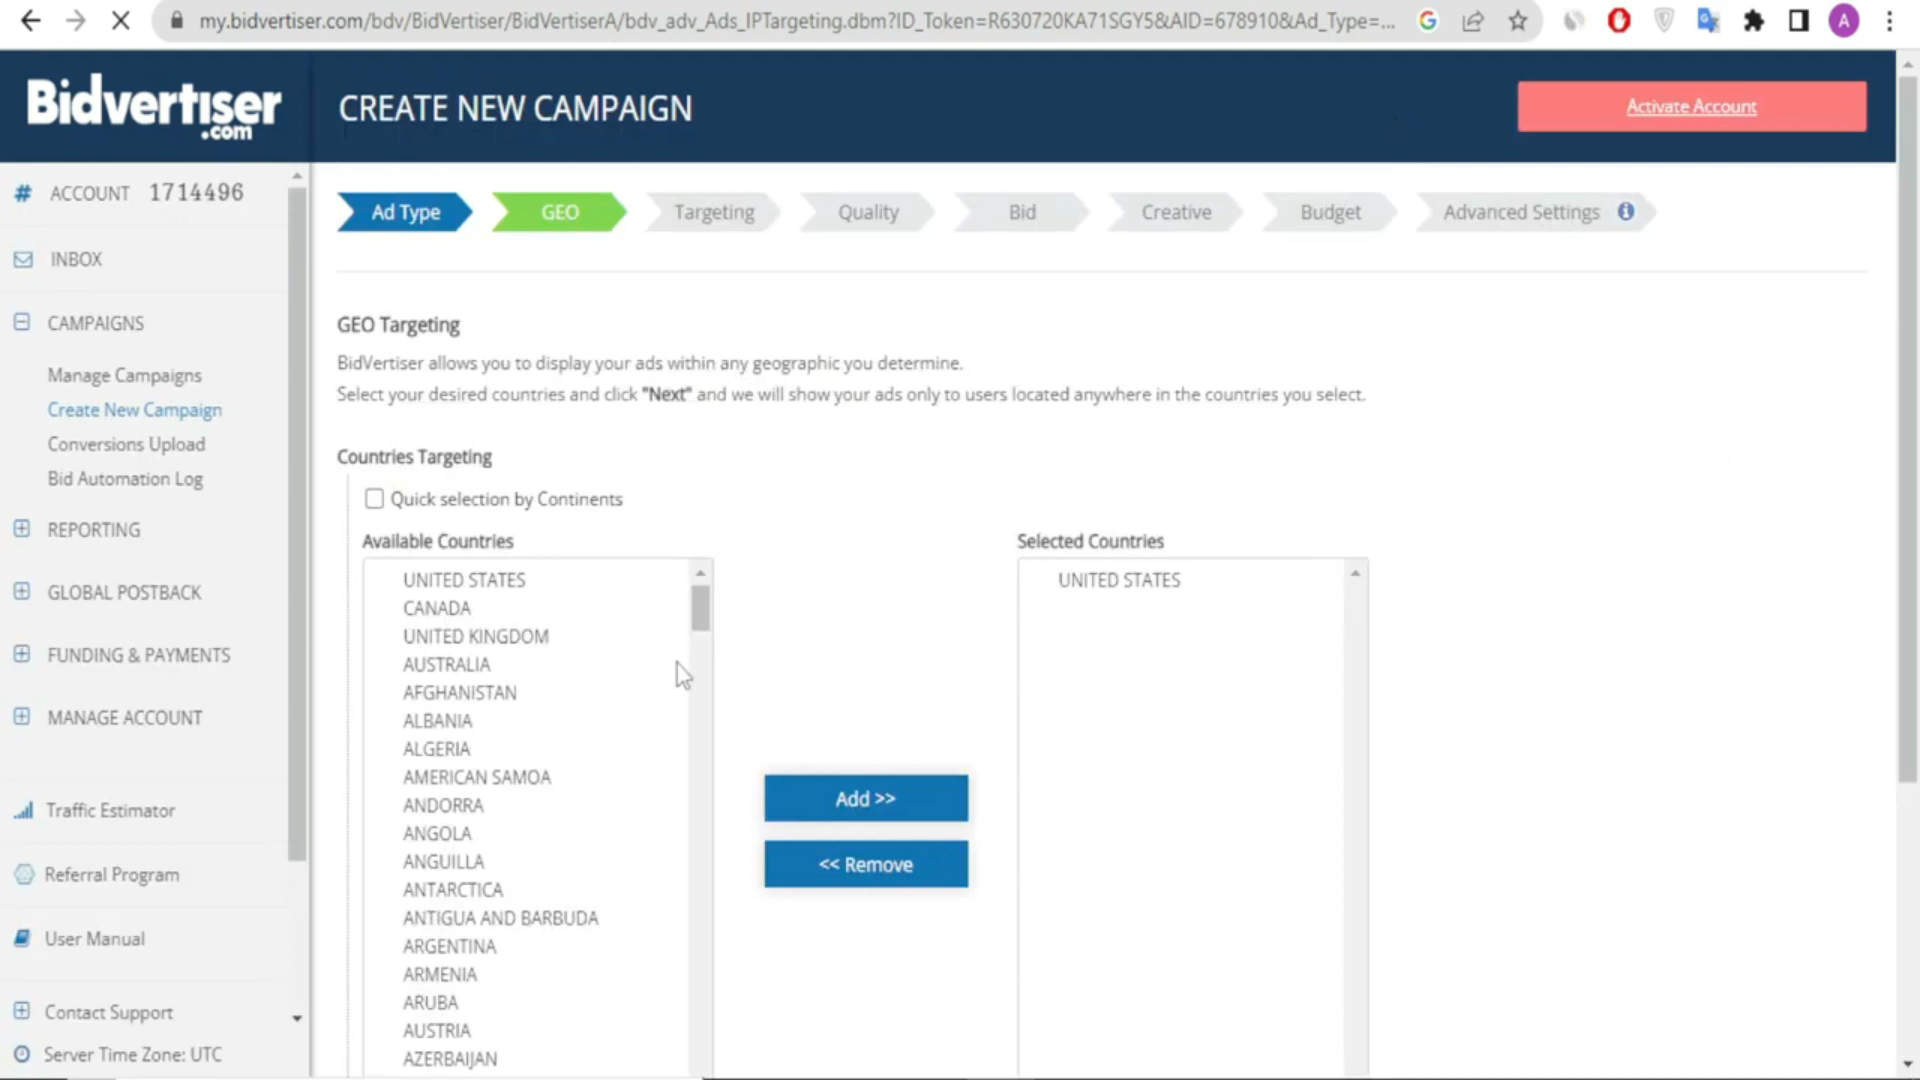 my.bidvertiser.com/bdv/BidVertiser/BidVertiserA/bdv_adv_Ads_IPTargeting.dbm?ID_Token=R630720KA71SGY5&AID=678910&Ad_Type=...
G
A
Bidvertiser
.com
CREATE NEW CAMPAIGN
Activate Account
# ACCOUNT 1714496
INBOX
CAMPAIGNS
Manage Campaigns
Create New Campaign
Conversions Upload
Bid Automation Log
REPORTING
GLOBAL POSTBACK
FUNDING & PAYMENTS
MANAGE ACCOUNT
Traffic Estimator
Referral Program
User Manual
Contact Support
Server Time Zone: UTC
Ad Type
GEO
Targeting
Quality
Bid
Creative
Budget
Advanced Settings i
GEO Targeting
BidVertiser allows you to display your ads within any geographic you determine.
Select your desired countries and click "Next" and we will show your ads only to users located anywhere in the countries you select.
Countries Targeting
Quick selection by Continents
Available Countries
UNITED STATES
CANADA
UNITED KINGDOM
AUSTRALIA
AFGHANISTAN
ALBANIA
ALGERIA
AMERICAN SAMOA
ANDORRA
ANGOLA
ANGUILLA
ANTARCTICA
ANTIGUA AND BARBUDA
ARGENTINA
ARMENIA
ARUBA
AUSTRIA
AZERBAIJAN
Add >>
<< Remove
Selected Countries
UNITED STATES